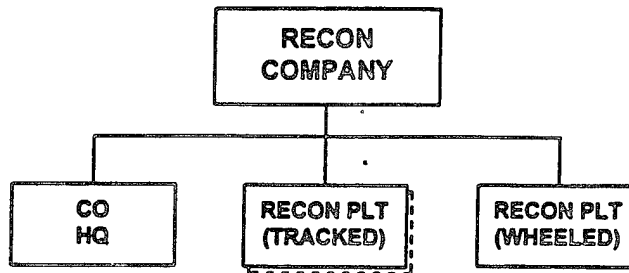 RECON
COMPANY
CO
HQ
RECON PLT
(TRACKED)
RECON PLT
(WHEELED)